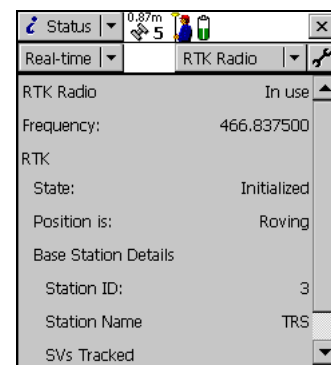 i Status 0.87m 5
Real-time RTK Radio
RTK Radio In use
Frequency: 466.837500
RTK
State: Initialized
Position is: Roving
Base Station Details
Station ID: 3
Station Name TRS
SVs Tracked